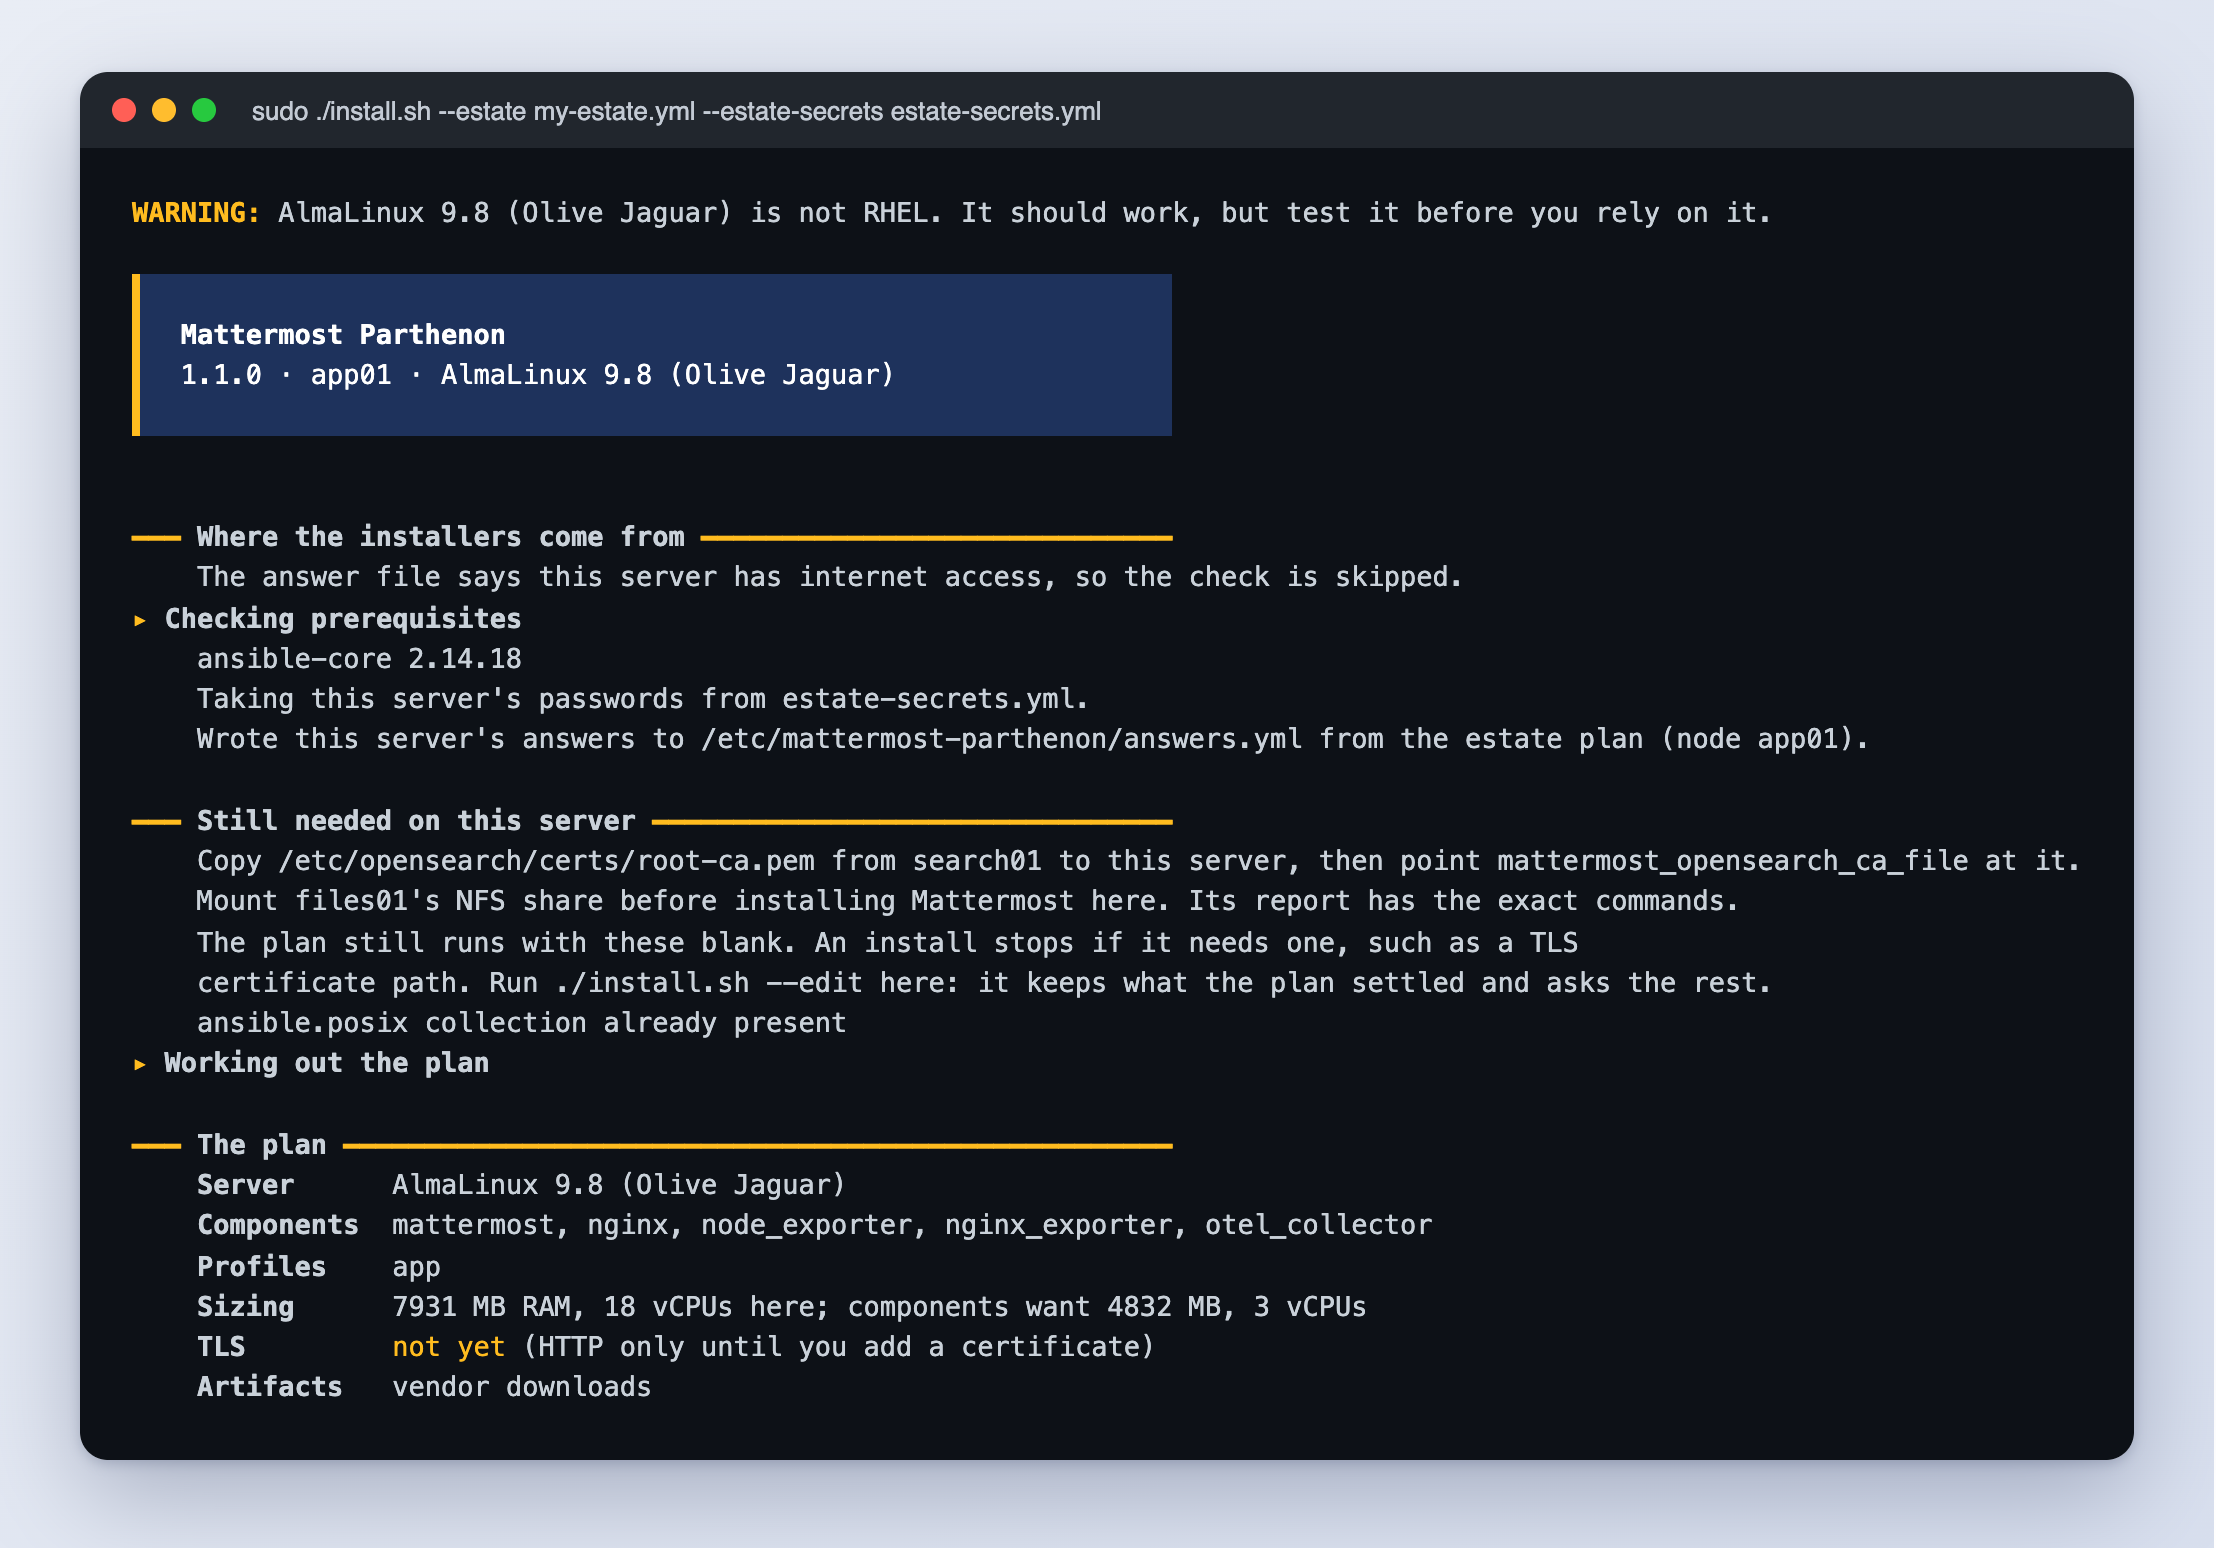 sudo ./install.sh --estate my-estate.yml --estate-secrets estate-secrets.yml
WARNING: AlmaLinux 9.8 (Olive Jaguar) is not RHEL. It should work, but test it before you rely on it.
Mattermost Parthenon
1.1.0 · app01 · AlmaLinux 9.8 (Olive Jaguar)
Where the installers come from
The answer file says this server has internet access, so the check is skipped.
▸ Checking prerequisites
ansible-core 2.14.18
Taking this server's passwords from estate-secrets.yml.
Wrote this server's answers to /etc/mattermost-parthenon/answers.yml from the estate plan (node app01).
Still needed on this server
Copy /etc/opensearch/certs/root-ca.pem from search01 to this server, then point mattermost_opensearch_ca_file at it.
Mount files01's NFS share before installing Mattermost here. Its report has the exact commands.
The plan still runs with these blank. An install stops if it needs one, such as a TLS
certificate path. Run ./install.sh --edit here: it keeps what the plan settled and asks the rest.
ansible.posix collection already present
▸ Working out the plan
The plan
Server AlmaLinux 9.8 (Olive Jaguar)
Components mattermost, nginx, node_exporter, nginx_exporter, otel_collector
Profiles app
Sizing 7931 MB RAM, 18 vCPUs here; components want 4832 MB, 3 vCPUs
TLS not yet (HTTP only until you add a certificate)
Artifacts vendor downloads